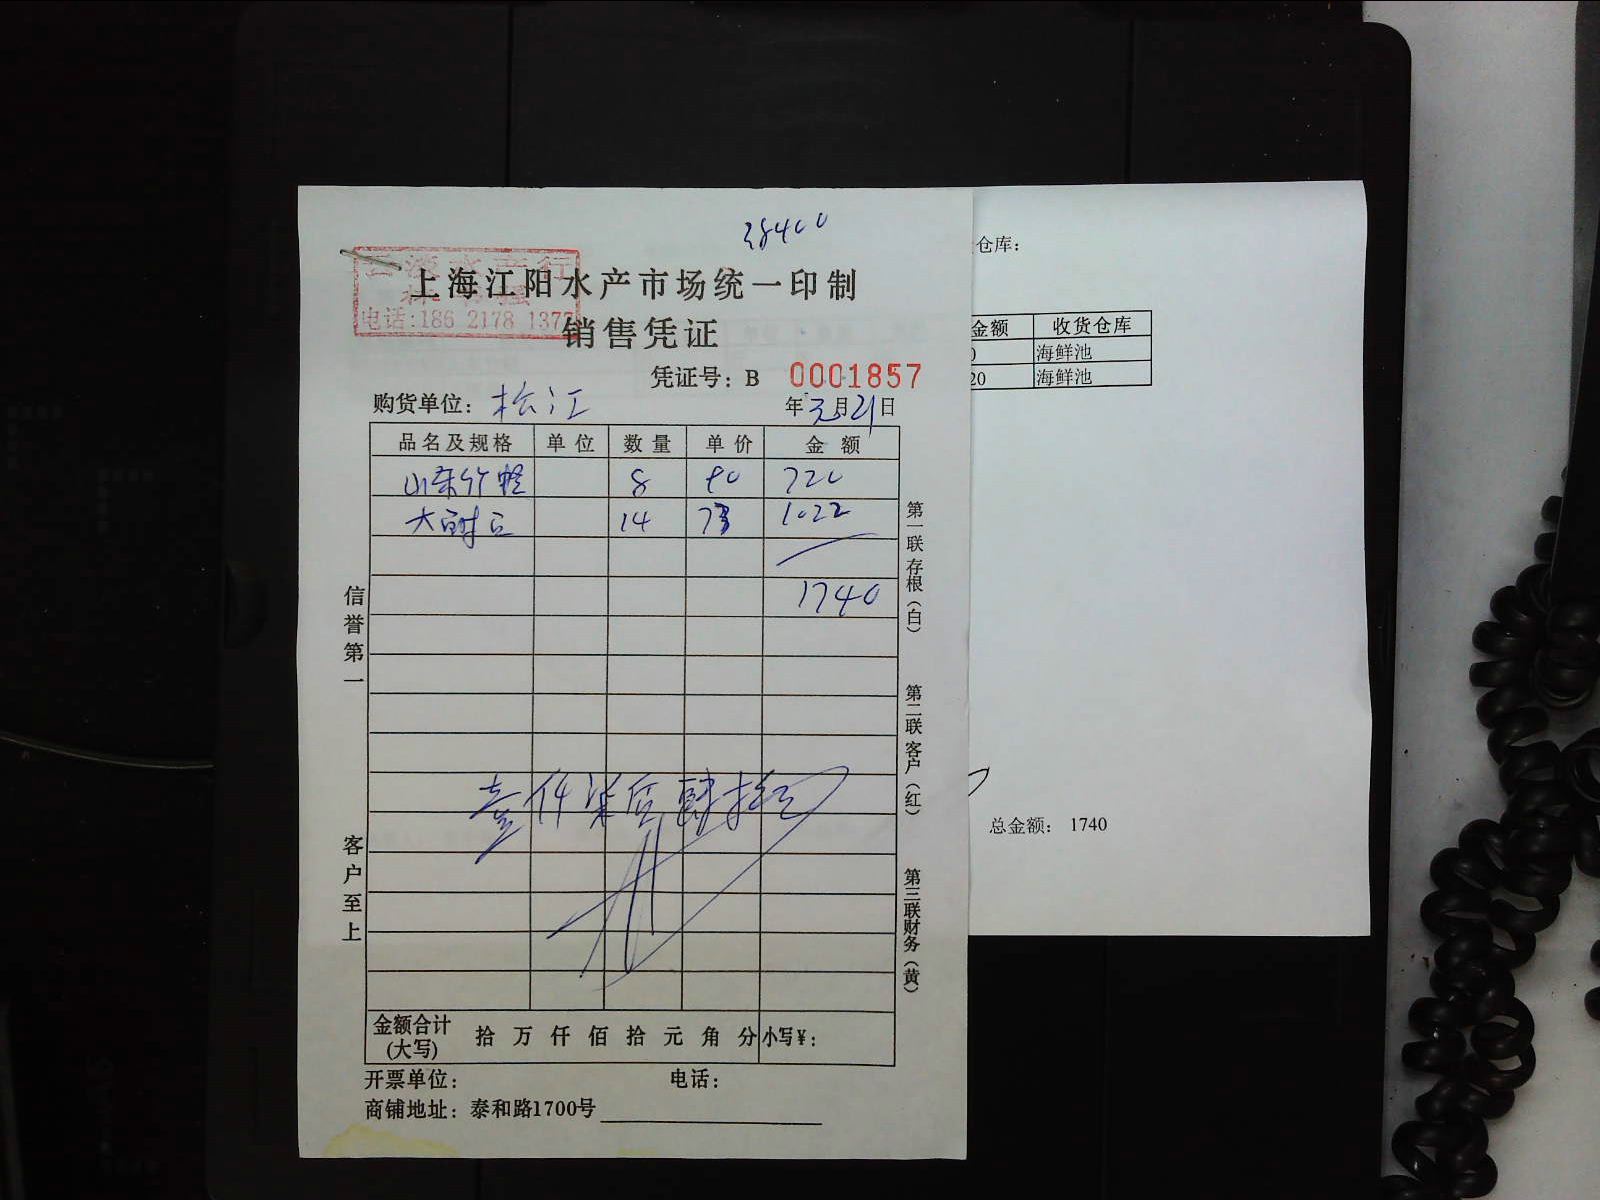 38400
水产行
电话:186 2178 1377
上海江阳水产市场统一印制
销售凭证
凭证号：B 0001857
购货单位：松江 年 3月21日
品名及规格 单位 数量 单价 金额
山东竹蛏 8 90 720
大 14 73 1022
1740
壹仟柒佰肆拾元
金额合计(大写) 拾 万 仟 佰 拾 元 角 分 小写¥：
开票单位： 电话：
商铺地址：泰和路1700号
信誉第一
客户至上
第一联存根（白）
第二联客户（红）
第三联财务（黄）
仓库：
金额 收货仓库
海鲜池
20 海鲜池
总金额： 1740